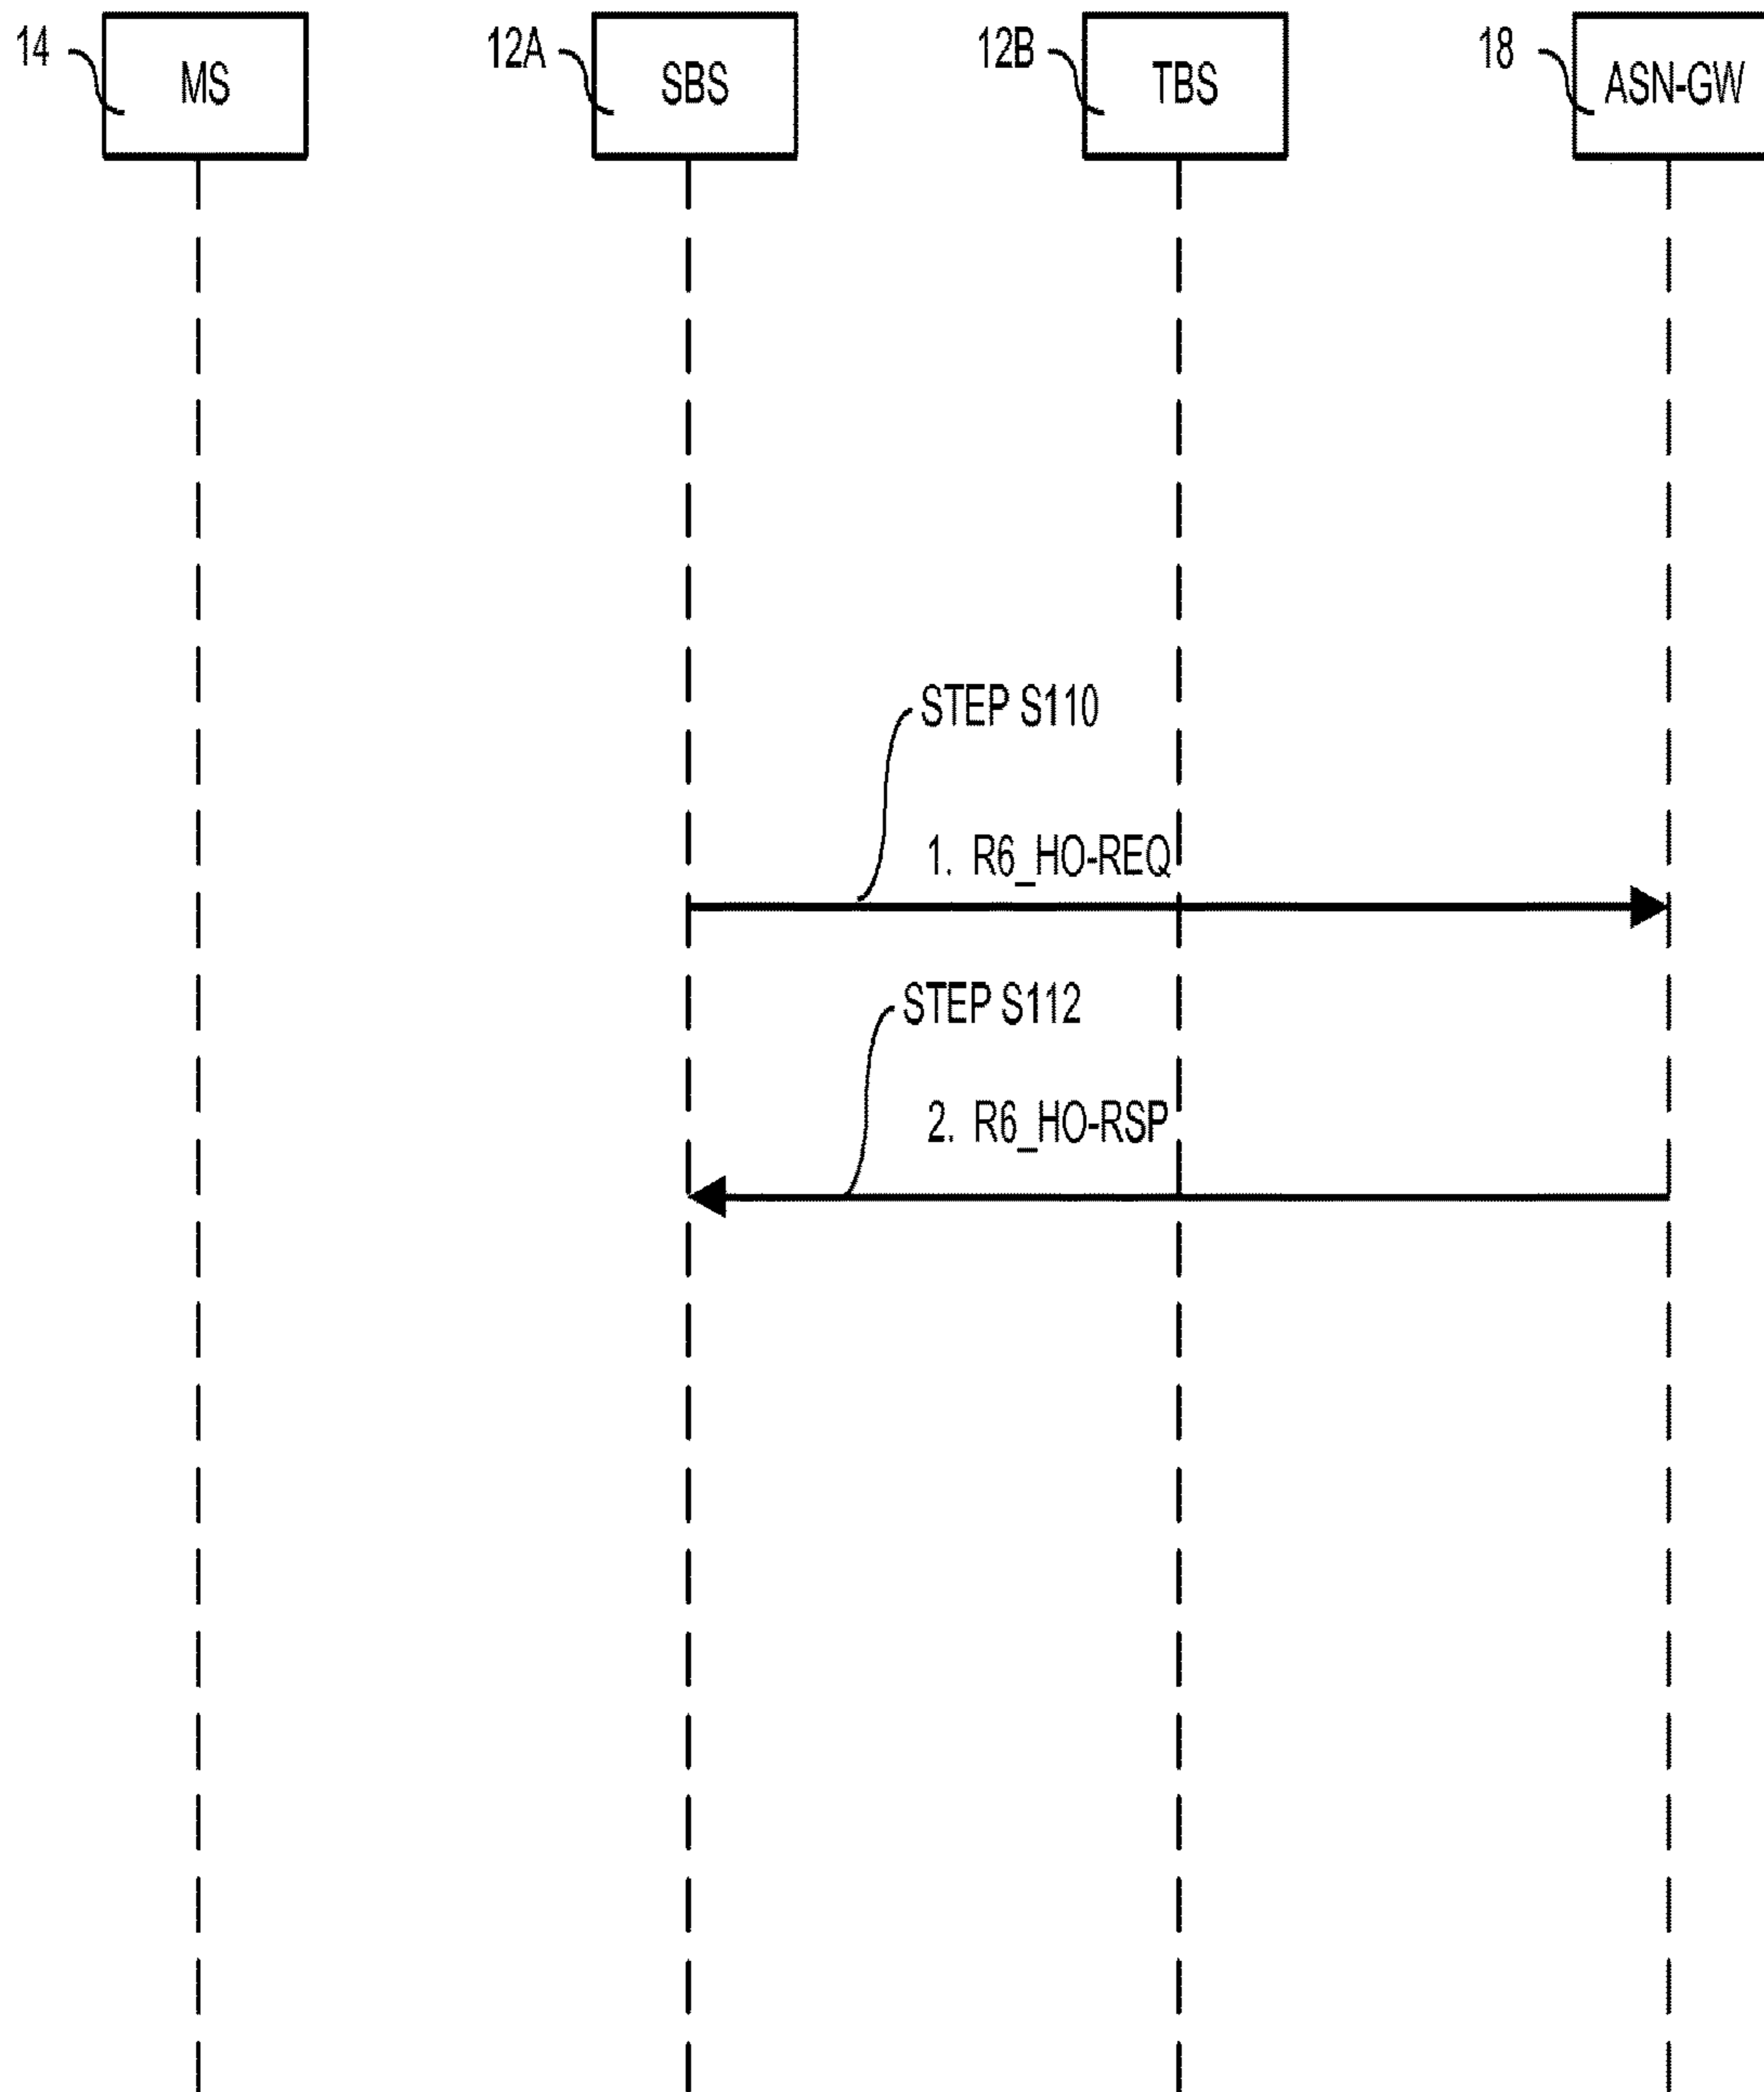 14
MS
12A
SBS
12B
TBS
18
ASN-GW
STEP S110
1. R6_HO-REQ
STEP S112
2. R6_HO-RSP